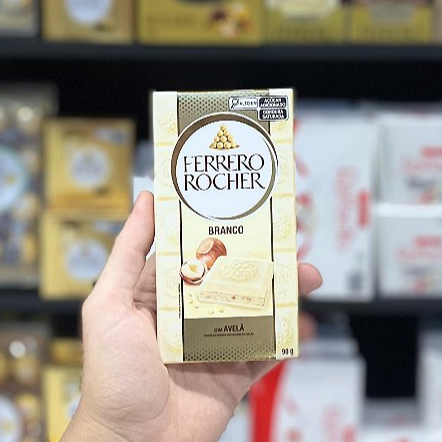 ALTO EM
AÇÚCAR
ADICIONADO
GORDURA
SATURADA
FERRERO
ROCHER
BRANCO
COM AVELÃ
90 g